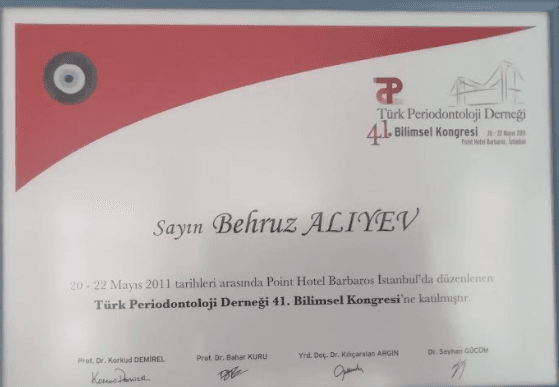 Türk Periodontoloji Derneği
41. Bilimsel Kongresi 20 - 22 Mayıs 2011
Point Hotel Barbaros, İstanbul
Sayın Behruz ALIYEV
20 - 22 Mayıs 2011 tarihleri arasında Point Hotel Barbaros İstanbul'da düzenlenen
Türk Periodontoloji Derneği 41. Bilimsel Kongresi'ne katılmıştır.
Prof. Dr. Korkud DEMİREL Prof. Dr. Bahar KURU Yrd. Doç. Dr. Kılıçarslan ARGIN Dr. Seyhan GÜCÜM